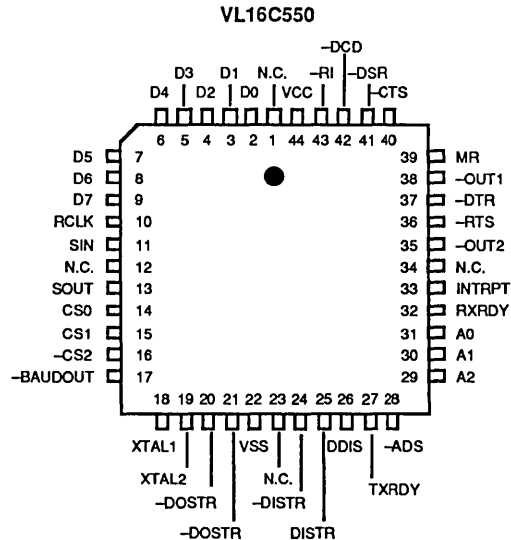 VL16C550
–DCD
D3 D1 N.C. –RI –DSR
D4 D2 D0 VCC –CTS
6 5 4 3 2 1 44 43 42 41 40
D5 7 39 MR
D6 8 38 –OUT1
D7 9 37 –DTR
RCLK 10 36 –RTS
SIN 11 35 –OUT2
N.C. 12 34 N.C.
SOUT 13 33 INTRPT
CS0 14 32 RXRDY
CS1 15 31 A0
–CS2 16 30 A1
–BAUDOUT 17 29 A2
18 19 20 21 22 23 24 25 26 27 28
XTAL1 VSS DDIS –ADS
XTAL2 N.C.
–DOSTR –DISTR TXRDY
–DOSTR DISTR